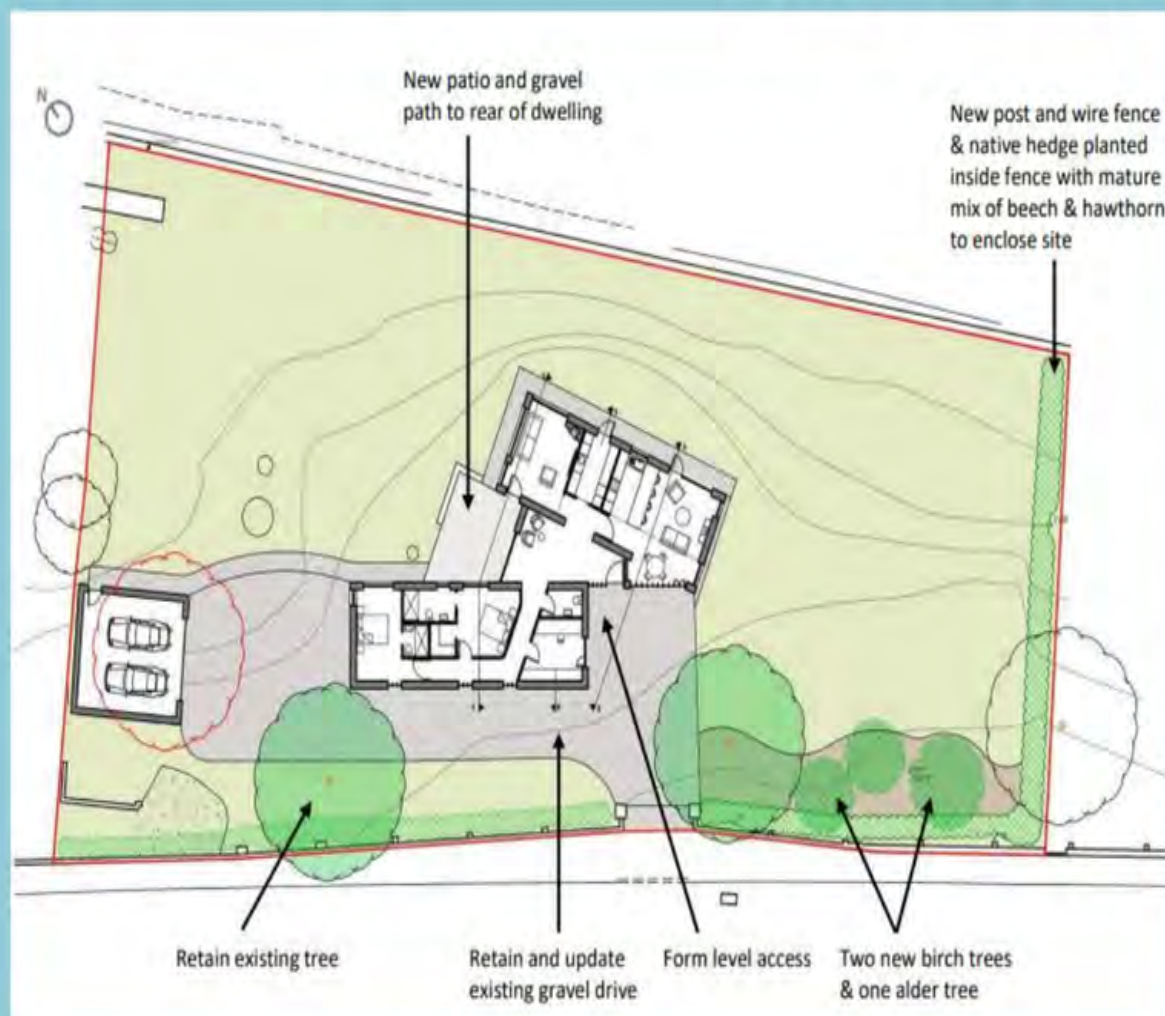 New patio and gravel
path to rear of dwelling
New post and wire fence
& native hedge planted
inside fence with mature
mix of beech & hawthorn
to enclose site
N
Retain existing tree
Retain and update
existing gravel drive
Form level access
Two new birch trees
& one alder tree